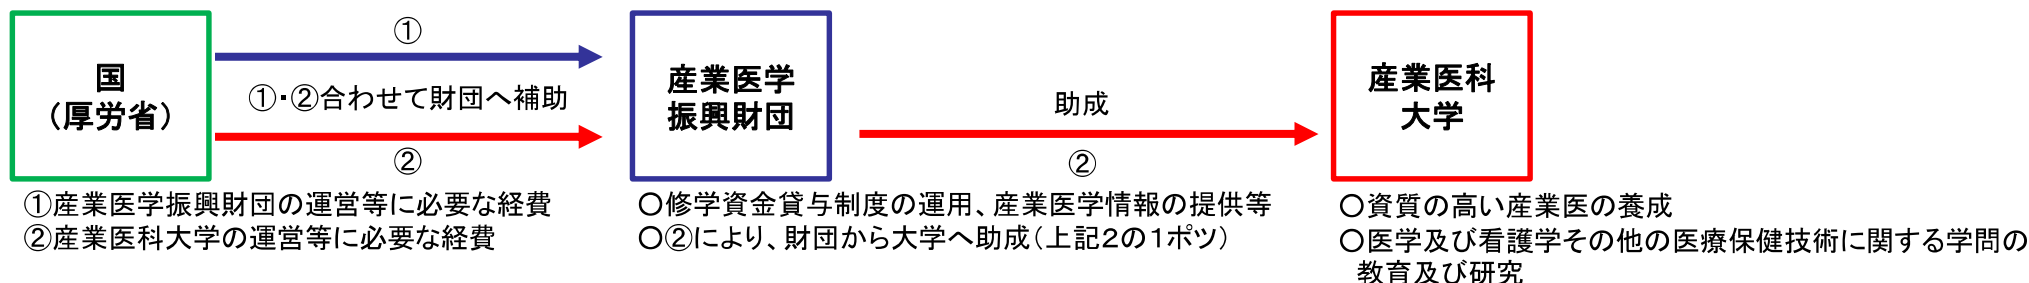 国
（厚労省）
①
①・②合わせて財団へ補助
②
①産業医学振興財団の運営等に必要な経費
②産業医科大学の運営等に必要な経費
産業医学
振興財団
助成
②
○修学資金貸与制度の運用、産業医学情報の提供等
○②により、財団から大学へ助成（上記２の１ポツ）
産業医科
大学
○資質の高い産業医の養成
○医学及び看護学その他の医療保健技術に関する学問の
教育及び研究